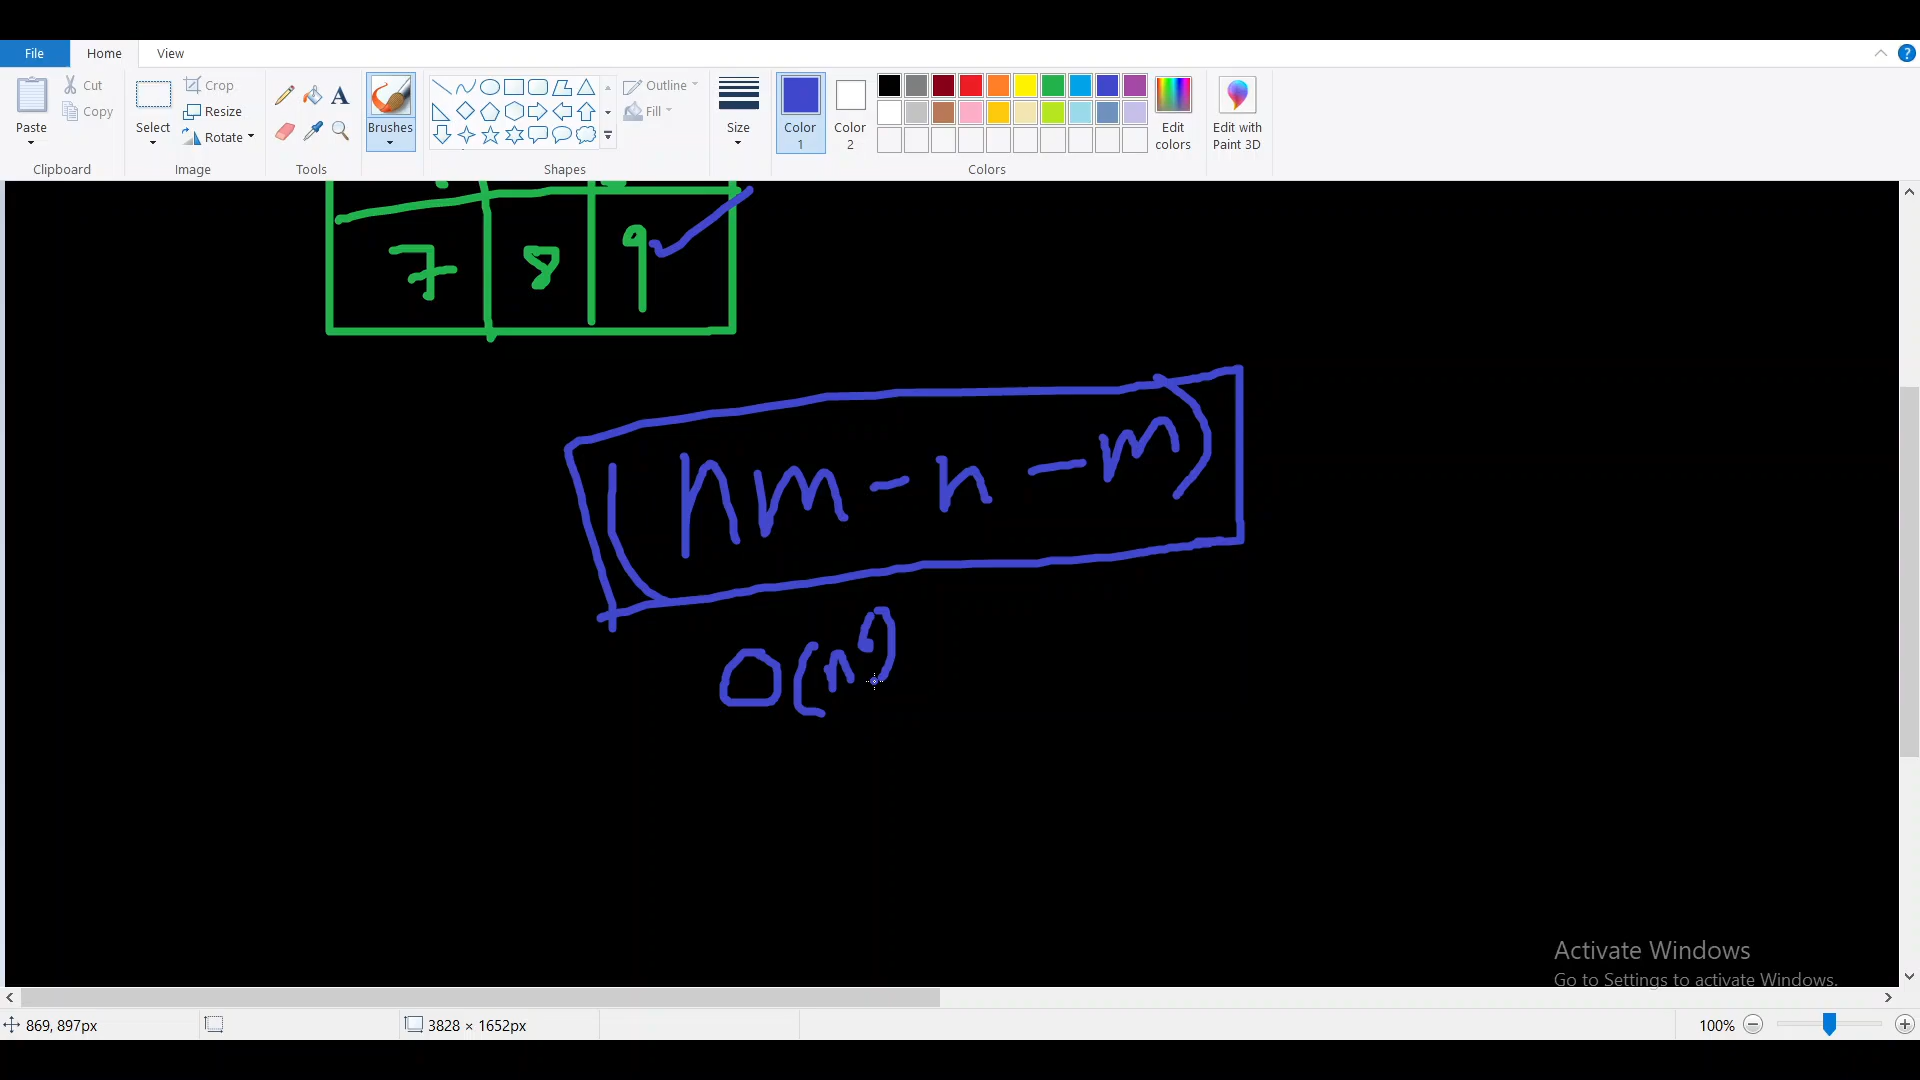 File Home View
Paste
Cut
Copy
Clipboard
Select
Crop
Resize
Rotate
Image
Tools
Brushes
Shapes
Outline
Fill
Size
Color 1
Color 2
Edit colors
Colors
Edit with Paint 3D
7 8 9
(nm-n-m)
Activate Windows
Go to Settings to activate Windows.
869, 897px
3828 × 1652px
100%